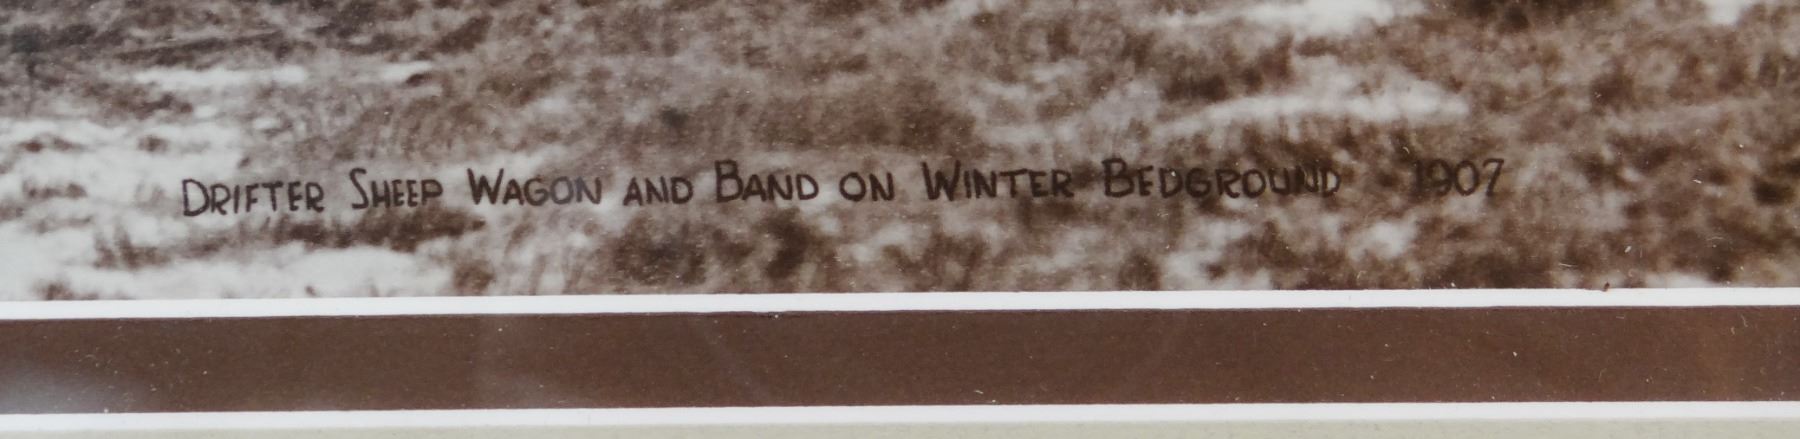 DRIFTER SHEEP WAGON AND BAND ON WINTER BEDGROUND 1907